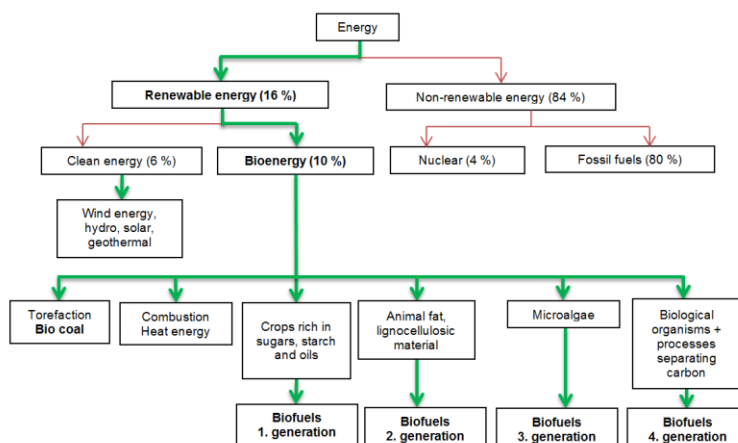 Energy
Renewable energy (16 %)
Non-renewable energy (84 %)
Clean energy (6 %)
Bioenergy (10 %)
Nuclear (4 %)
Fossil fuels (80 %)
Wind energy,
hydro, solar,
geothermal
Torefaction
Bio coal
Combustion
Heat energy
Crops rich in
sugars, starch
and oils
Animal fat,
lignocellulosic
material
Microalgae
Biological
organisms +
processes
separating
carbon
Biofuels
1. generation
Biofuels
2. generation
Biofuels
3. generation
Biofuels
4. generation